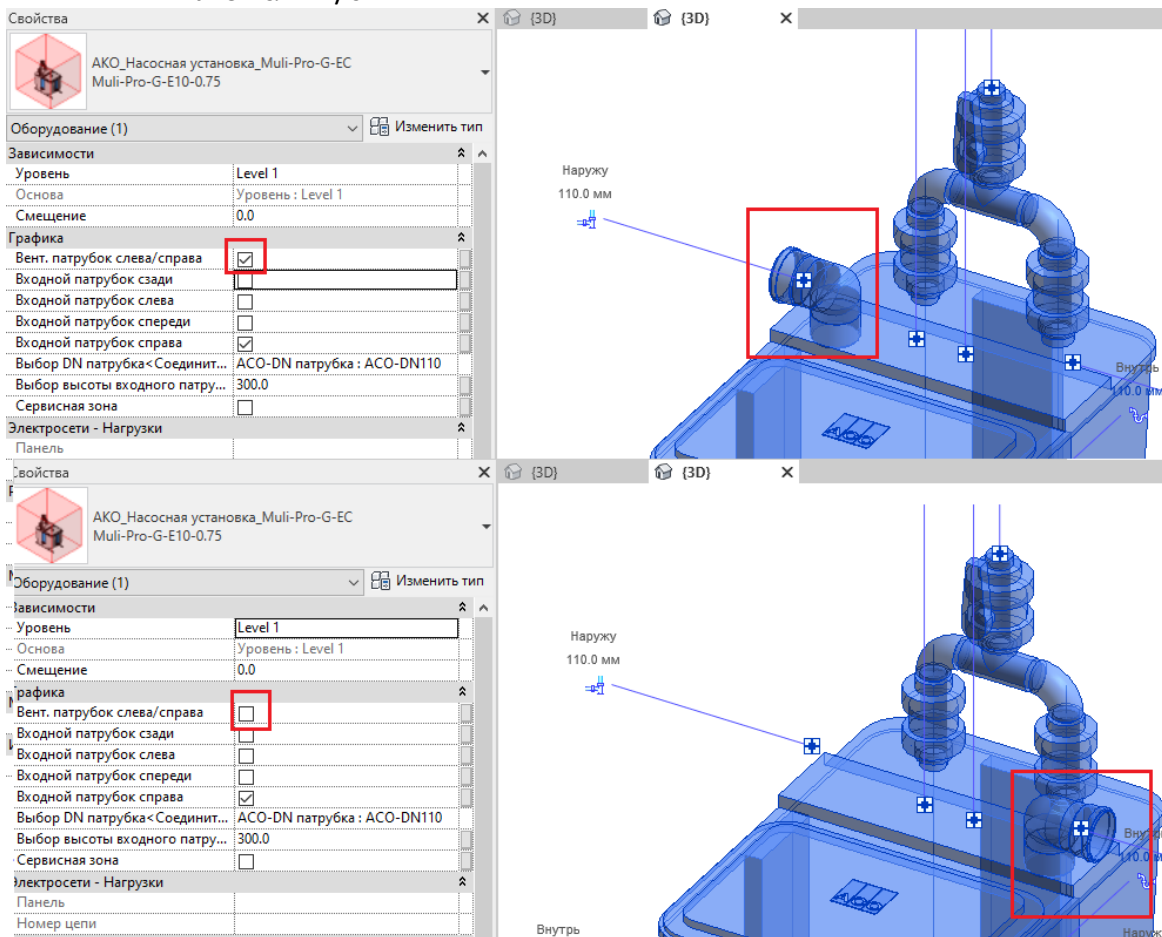 Свойства
{3D}
{3D}
АКО_Насосная установка_Muli-Pro-G-EC
Muli-Pro-G-E10-0.75
Оборудование (1)
Изменить тип
Зависимости
Уровень Level 1
Основа Уровень : Level 1
Смещение 0.0
Графика
Вент. патрубок слева/справа
Входной патрубок сзади
Входной патрубок слева
Входной патрубок спереди
Входной патрубок справа
Выбор DN патрубка<Соединит... ACO-DN патрубка : ACO-DN110
Выбор высоты входного патру... 300.0
Сервисная зона
Электросети - Нагрузки
Панель
Наружу
110.0 мм
Внутрь
110.0 мм
ACO
Свойства
{3D}
{3D}
АКО_Насосная установка_Muli-Pro-G-EC
Muli-Pro-G-E10-0.75
Оборудование (1)
Изменить тип
Зависимости
Уровень Level 1
Основа Уровень : Level 1
Смещение 0.0
Графика
Вент. патрубок слева/справа
Входной патрубок сзади
Входной патрубок слева
Входной патрубок спереди
Входной патрубок справа
Выбор DN патрубка<Соединит... ACO-DN патрубка : ACO-DN110
Выбор высоты входного патру... 300.0
Сервисная зона
Электросети - Нагрузки
Панель
Номер цепи
Наружу
110.0 мм
ACO
Внутрь